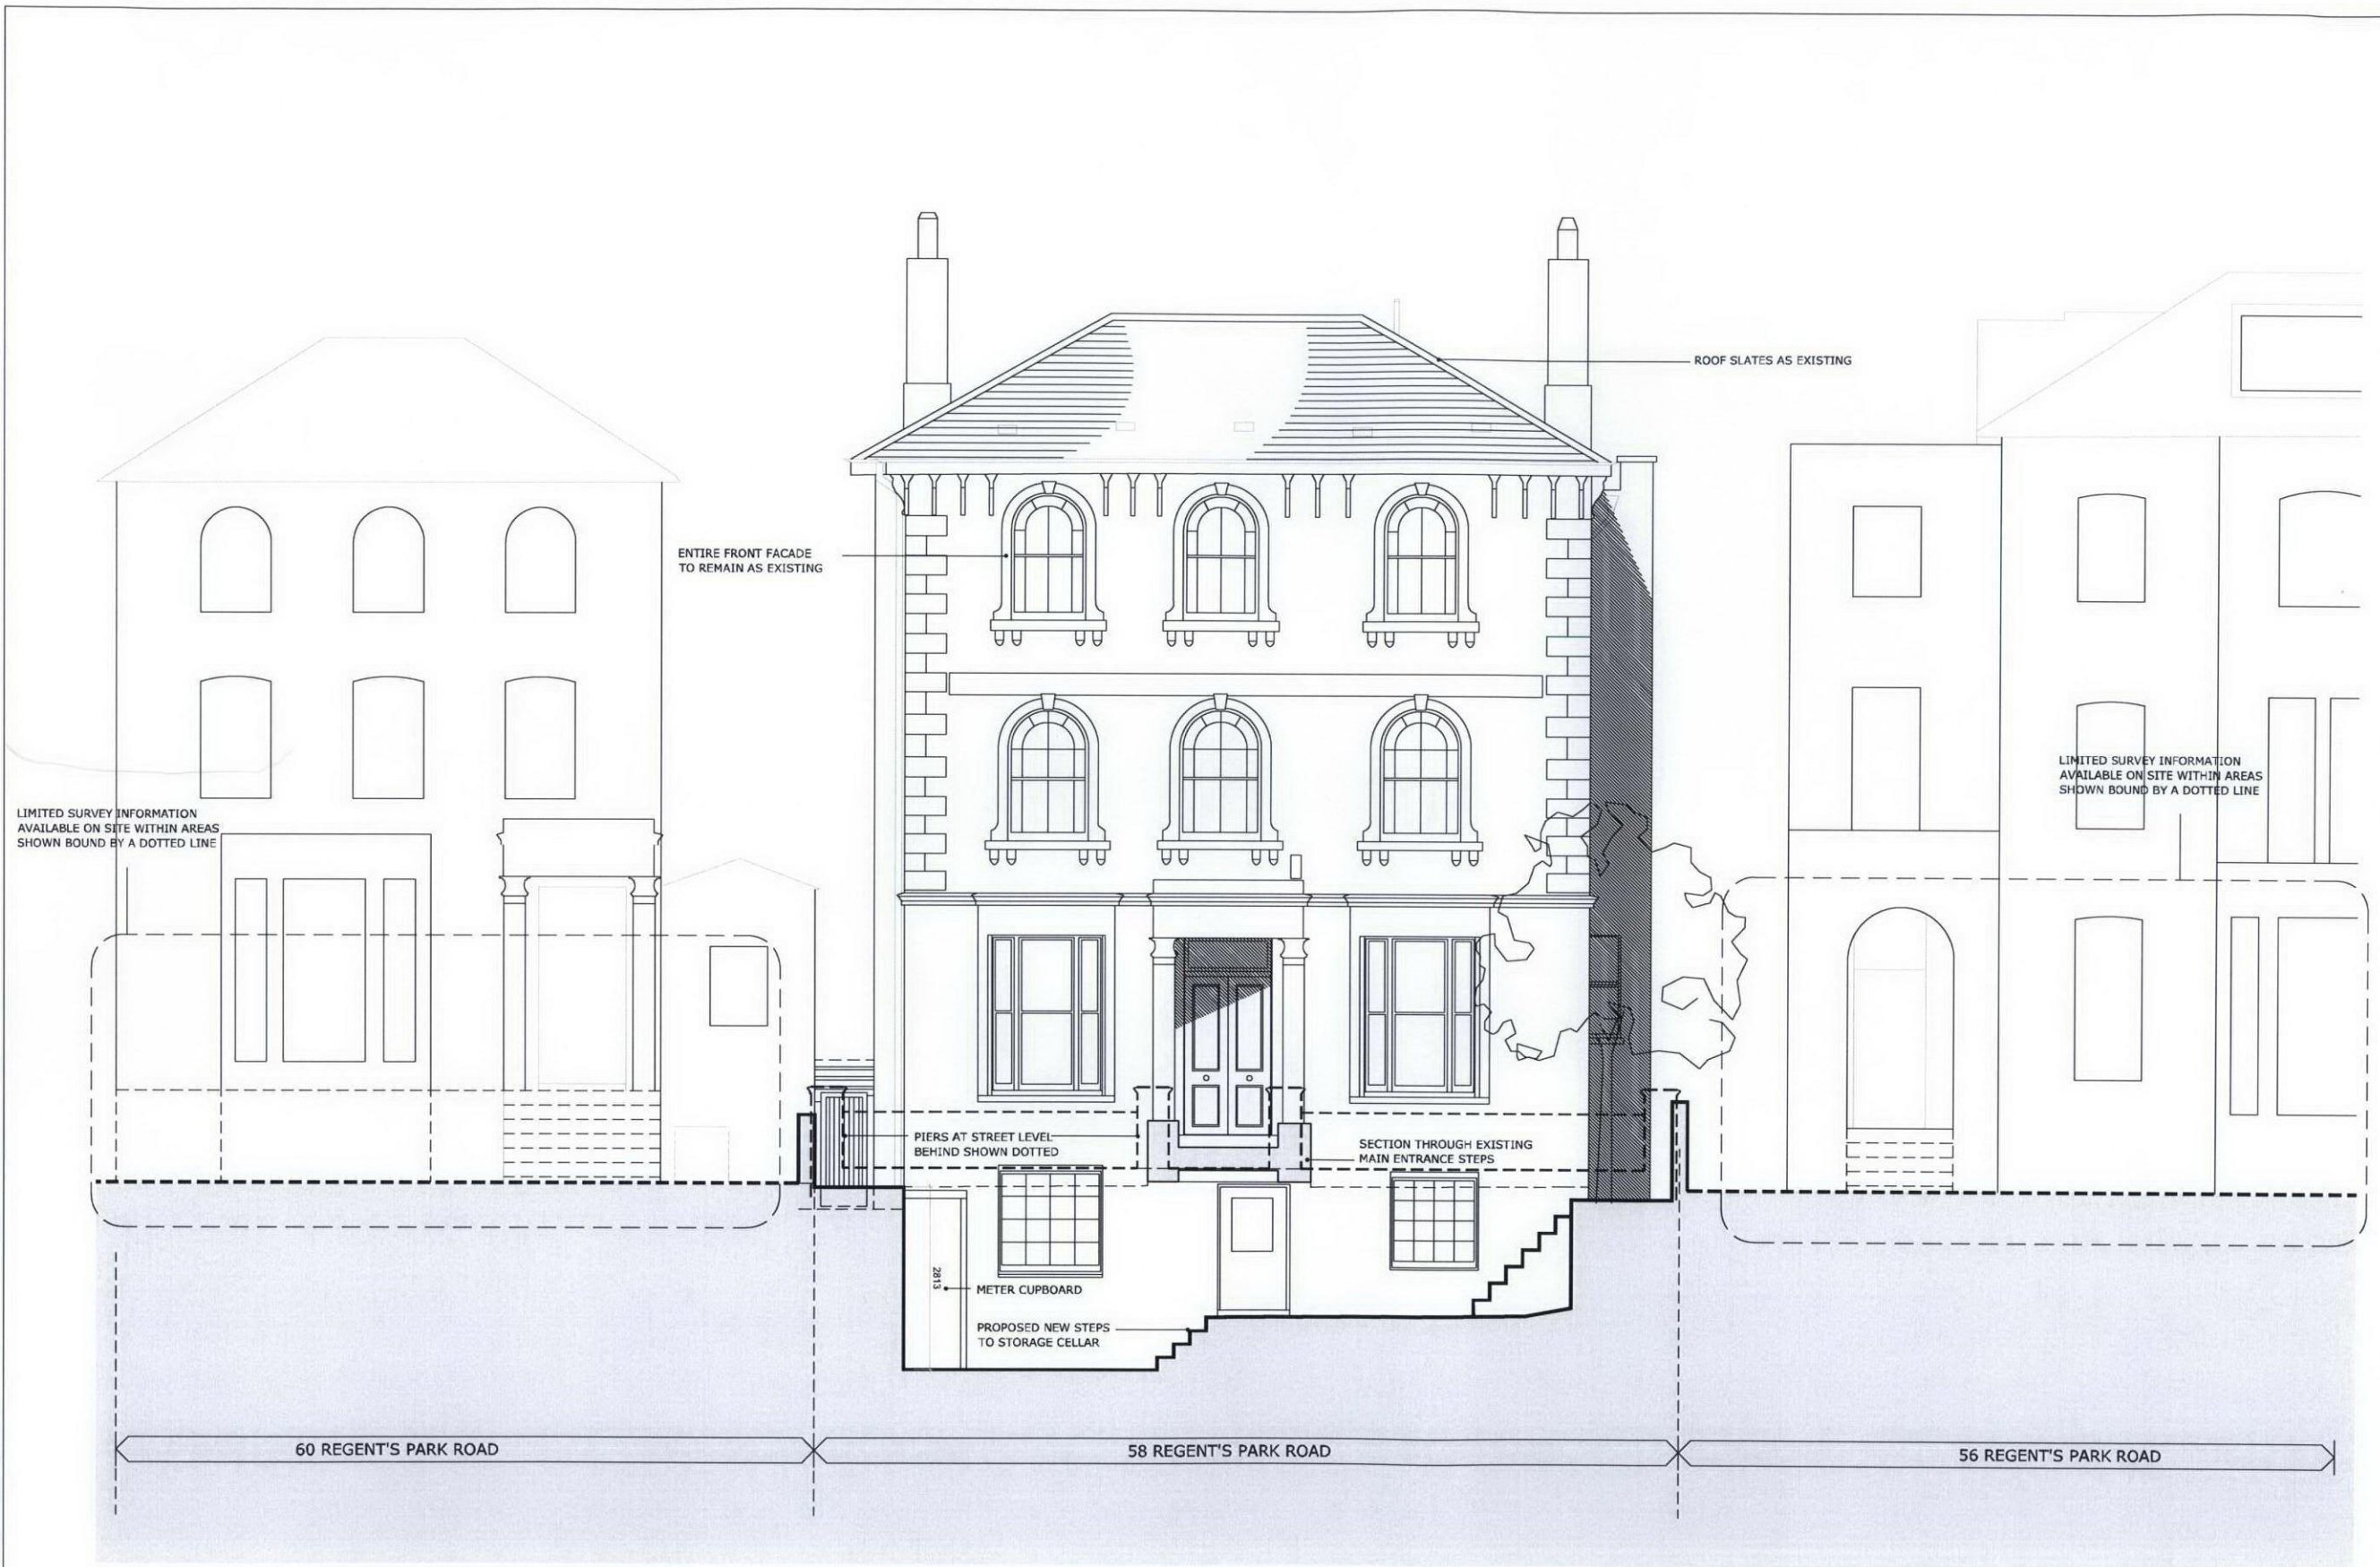 ROOF SLATES AS EXISTING
ENTIRE FRONT FACADE
TO REMAIN AS EXISTING
LIMITED SURVEY INFORMATION
AVAILABLE ON SITE WITHIN AREAS
SHOWN BOUND BY A DOTTED LINE
LIMITED SURVEY INFORMATION
AVAILABLE ON SITE WITHIN AREAS
SHOWN BOUND BY A DOTTED LINE
PIERS AT STREET LEVEL
BEHIND SHOWN DOTTED
SECTION THROUGH EXISTING
MAIN ENTRANCE STEPS
2813
METER CUPBOARD
PROPOSED NEW STEPS
TO STORAGE CELLAR
60 REGENT'S PARK ROAD
58 REGENT'S PARK ROAD
56 REGENT'S PARK ROAD